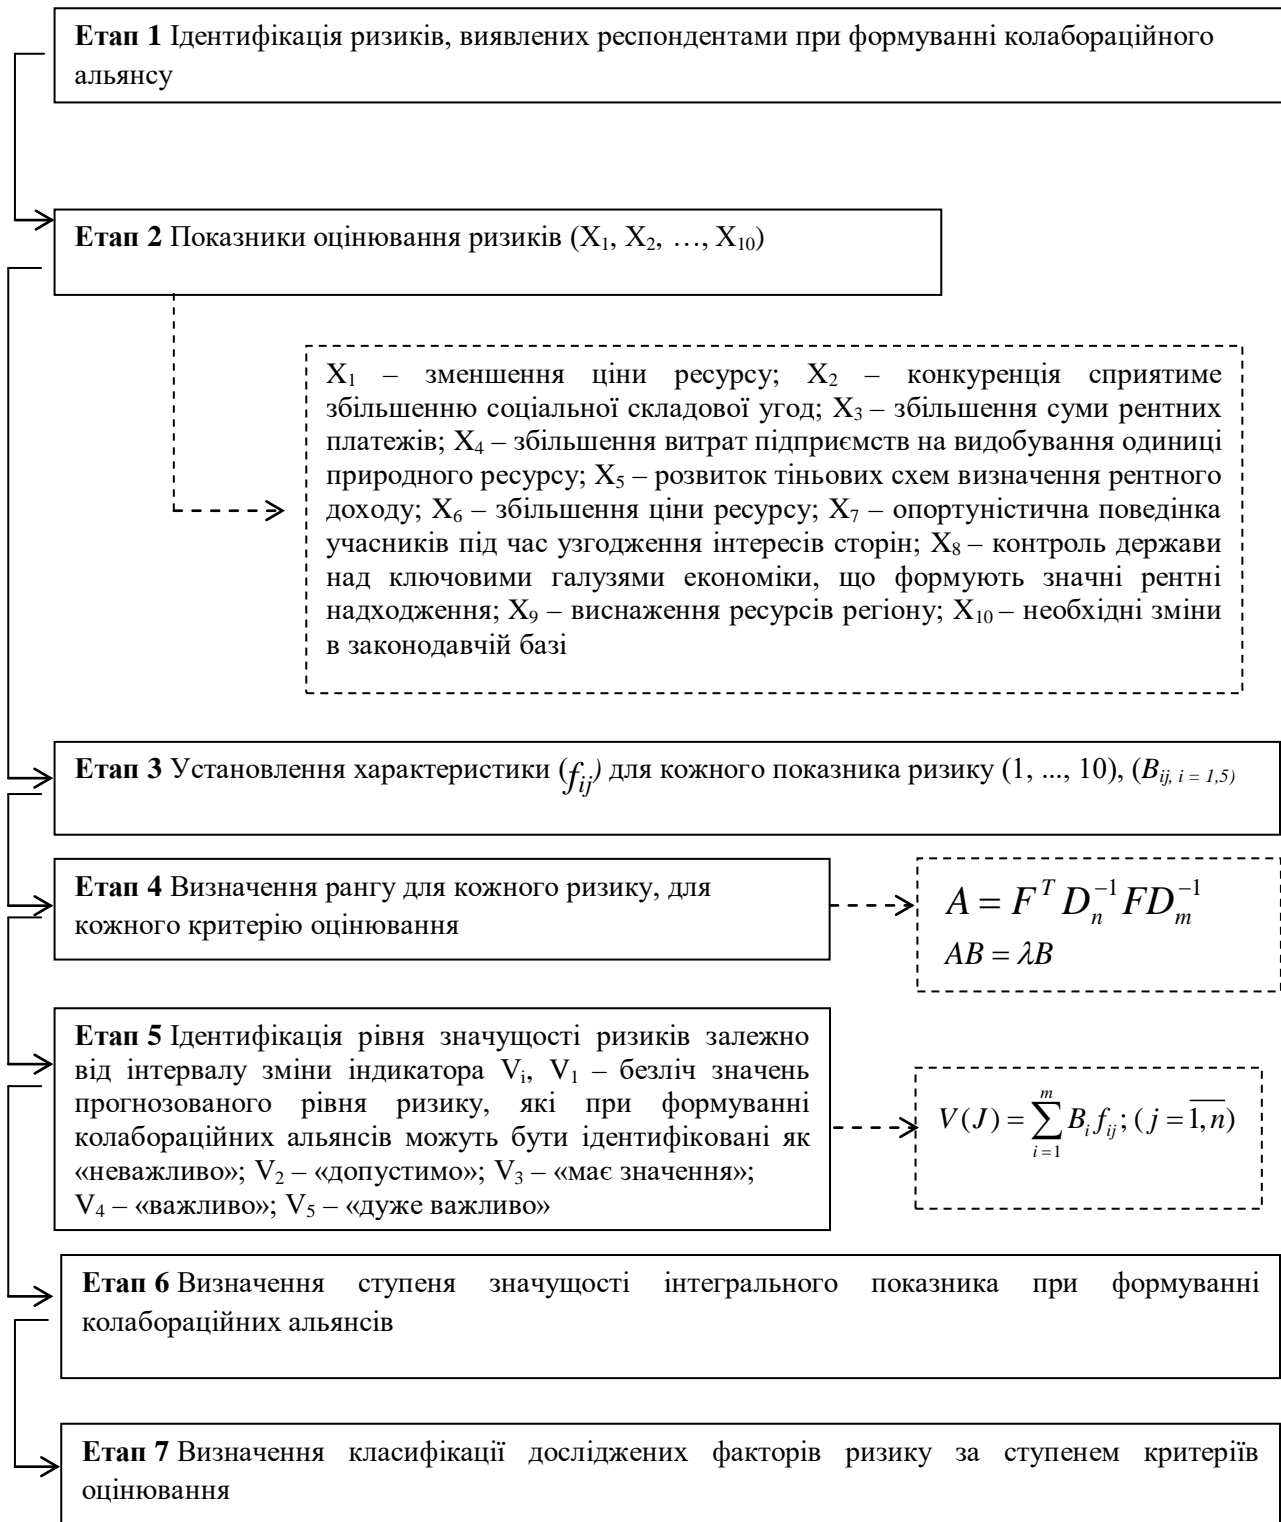 Етап 1 Ідентифікація ризиків, виявлених респондентами при формуванні колабораційного
альянсу
Етап 2 Показники оцінювання ризиків (X₁, X₂, …, X₁₀)
X₁ – зменшення ціни ресурсу; X₂ – конкуренція сприятиме
збільшенню соціальної складової угод; X₃ – збільшення суми рентних
платежів; X₄ – збільшення витрат підприємств на видобування одиниці
природного ресурсу; X₅ – розвиток тіньових схем визначення рентного
доходу; X₆ – збільшення ціни ресурсу; X₇ – опортуністична поведінка
учасників під час узгодження інтересів сторін; X₈ – контроль держави
над ключовими галузями економіки, що формують значні рентні
надходження; X₉ – виснаження ресурсів регіону; X₁₀ – необхідні зміни
в законодавчій базі
Етап 3 Установлення характеристики (f_{ij}) для кожного показника ризику (1, ..., 10), (B_{ij, i = 1,5})
Етап 4 Визначення рангу для кожного ризику, для
кожного критерію оцінювання
A = F^T D_n^{-1} F D_m^{-1}
AB = λB
Етап 5 Ідентифікація рівня значущості ризиків залежно
від інтервалу зміни індикатора Vᵢ, V₁ – безліч значень
прогнозованого рівня ризику, які при формуванні
колабораційних альянсів можуть бути ідентифіковані як
«неважливо»; V₂ – «допустимо»; V₃ – «має значення»;
V₄ – «важливо»; V₅ – «дуже важливо»
V(J) = \sum_{i=1}^{m} B_i f_{ij}; (j = \overline{1,n})
Етап 6 Визначення ступеня значущості інтегрального показника при формуванні
колабораційних альянсів
Етап 7 Визначення класифікації досліджених факторів ризику за ступенем критеріїв
оцінювання